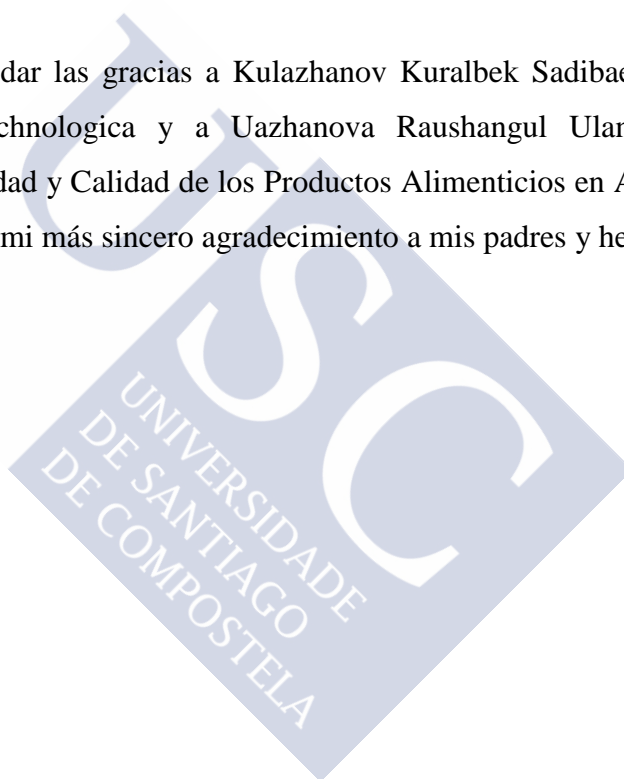 dar las gracias a Kulazhanov Kuralbek Sadibae
chnologica y a Uazhanova Raushangul Ulan
dad y Calidad de los Productos Alimenticios en A
mi más sincero agradecimiento a mis padres y he
USC
UNIVERSIDADE
DE SANTIAGO
DE COMPOSTELA